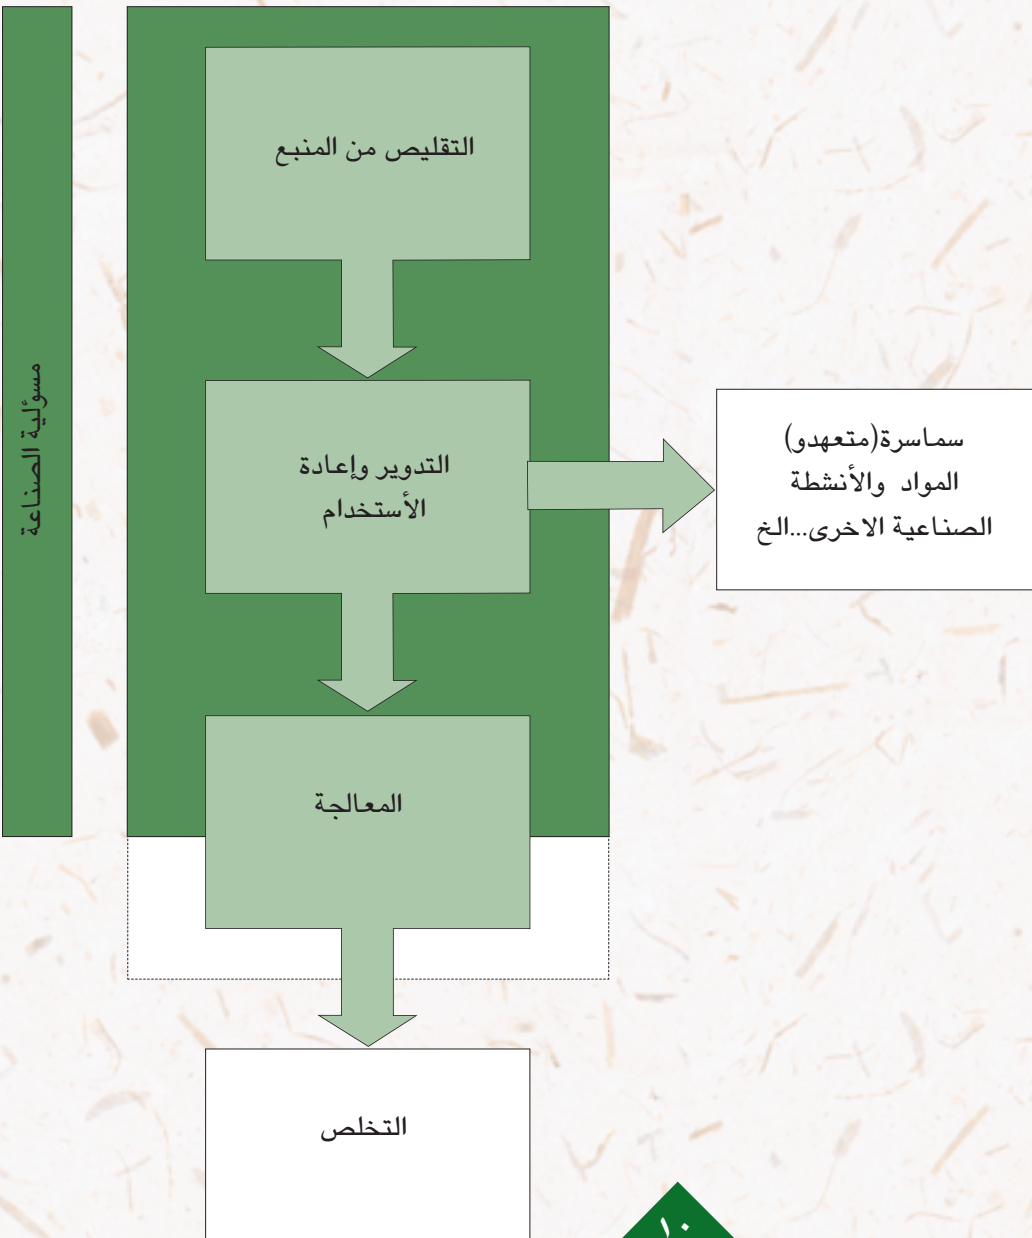 التقليص من المنبع
مسؤلية الصناعة
التدوير وإعادة
الأستخدام
سماسرة(متعهدو)
المواد والأنشطة
الصناعية الاخرى...الخ
المعالجة
التخلص
١٠